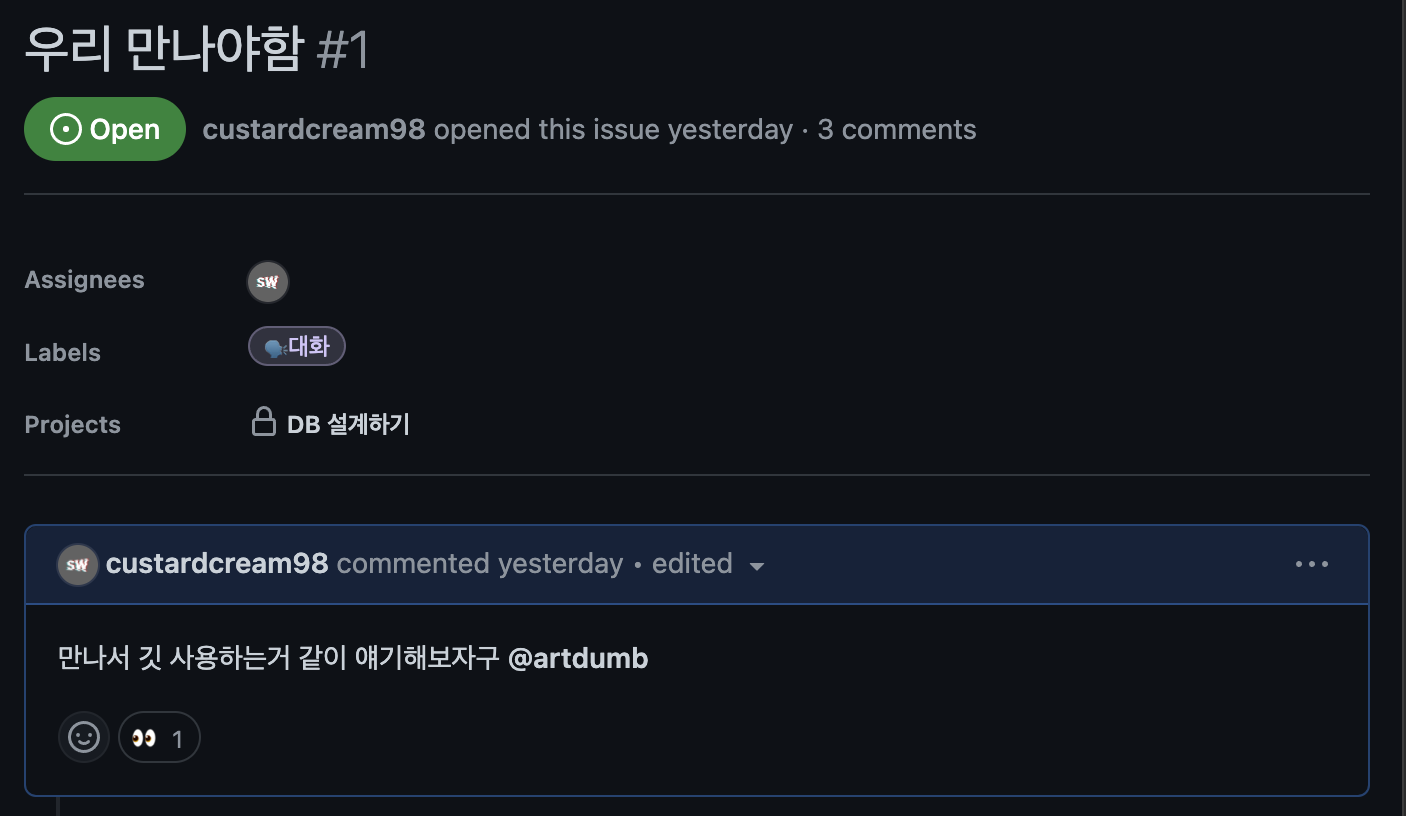 우리 만나야함 #1
Open custardcream98 opened this issue yesterday · 3 comments
Assignees sw
Labels 🗣️대화
Projects DB 설계하기
sw custardcream98 commented yesterday • edited
만나서 깃 사용하는거 같이 얘기해보자구 @artdumb
👀 1